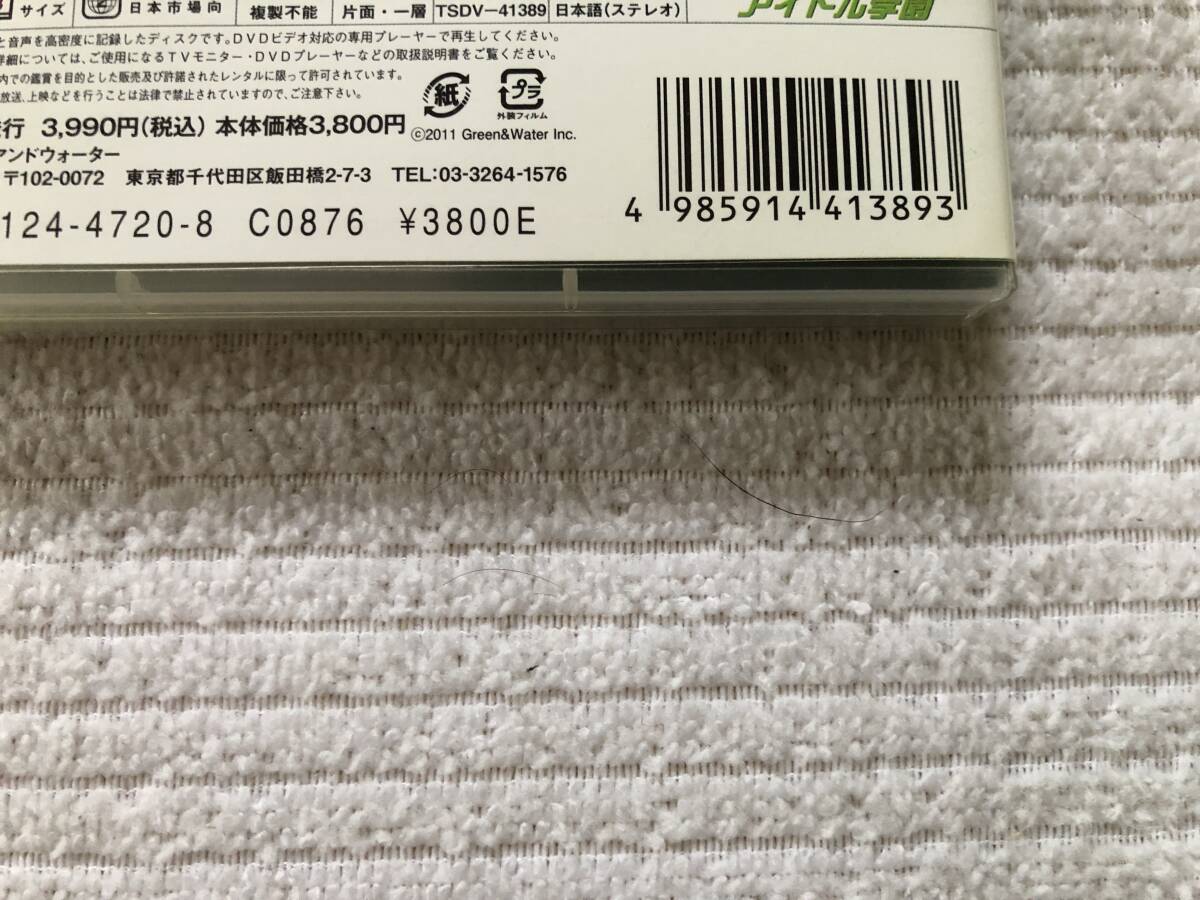 サイズ 日本市場向 複製不能 片面・一層 TSDV-41389 日本語(ステレオ) アイドル学園
と音声を高密度に記録したディスクです。DVDビデオ対応の専用プレーヤーで再生してください。
詳細については、ご使用になるTVモニター・DVDプレーヤーなどの取扱説明書をご覧ください。
内での鑑賞を目的とした販売及び許諾されたレンタルに限って許可されています。
放送、上映などを行うことは法律で禁止されていますので、ご注意下さい。
紙 プラ
外装フィルム
発行 3,990円(税込) 本体価格3,800円 ©2011 Green&Water Inc.
アンドウォーター
〒102-0072 東京都千代田区飯田橋2-7-3 TEL:03-3264-1576
124-4720-8 C0876 ¥3800E
4 985914 413893